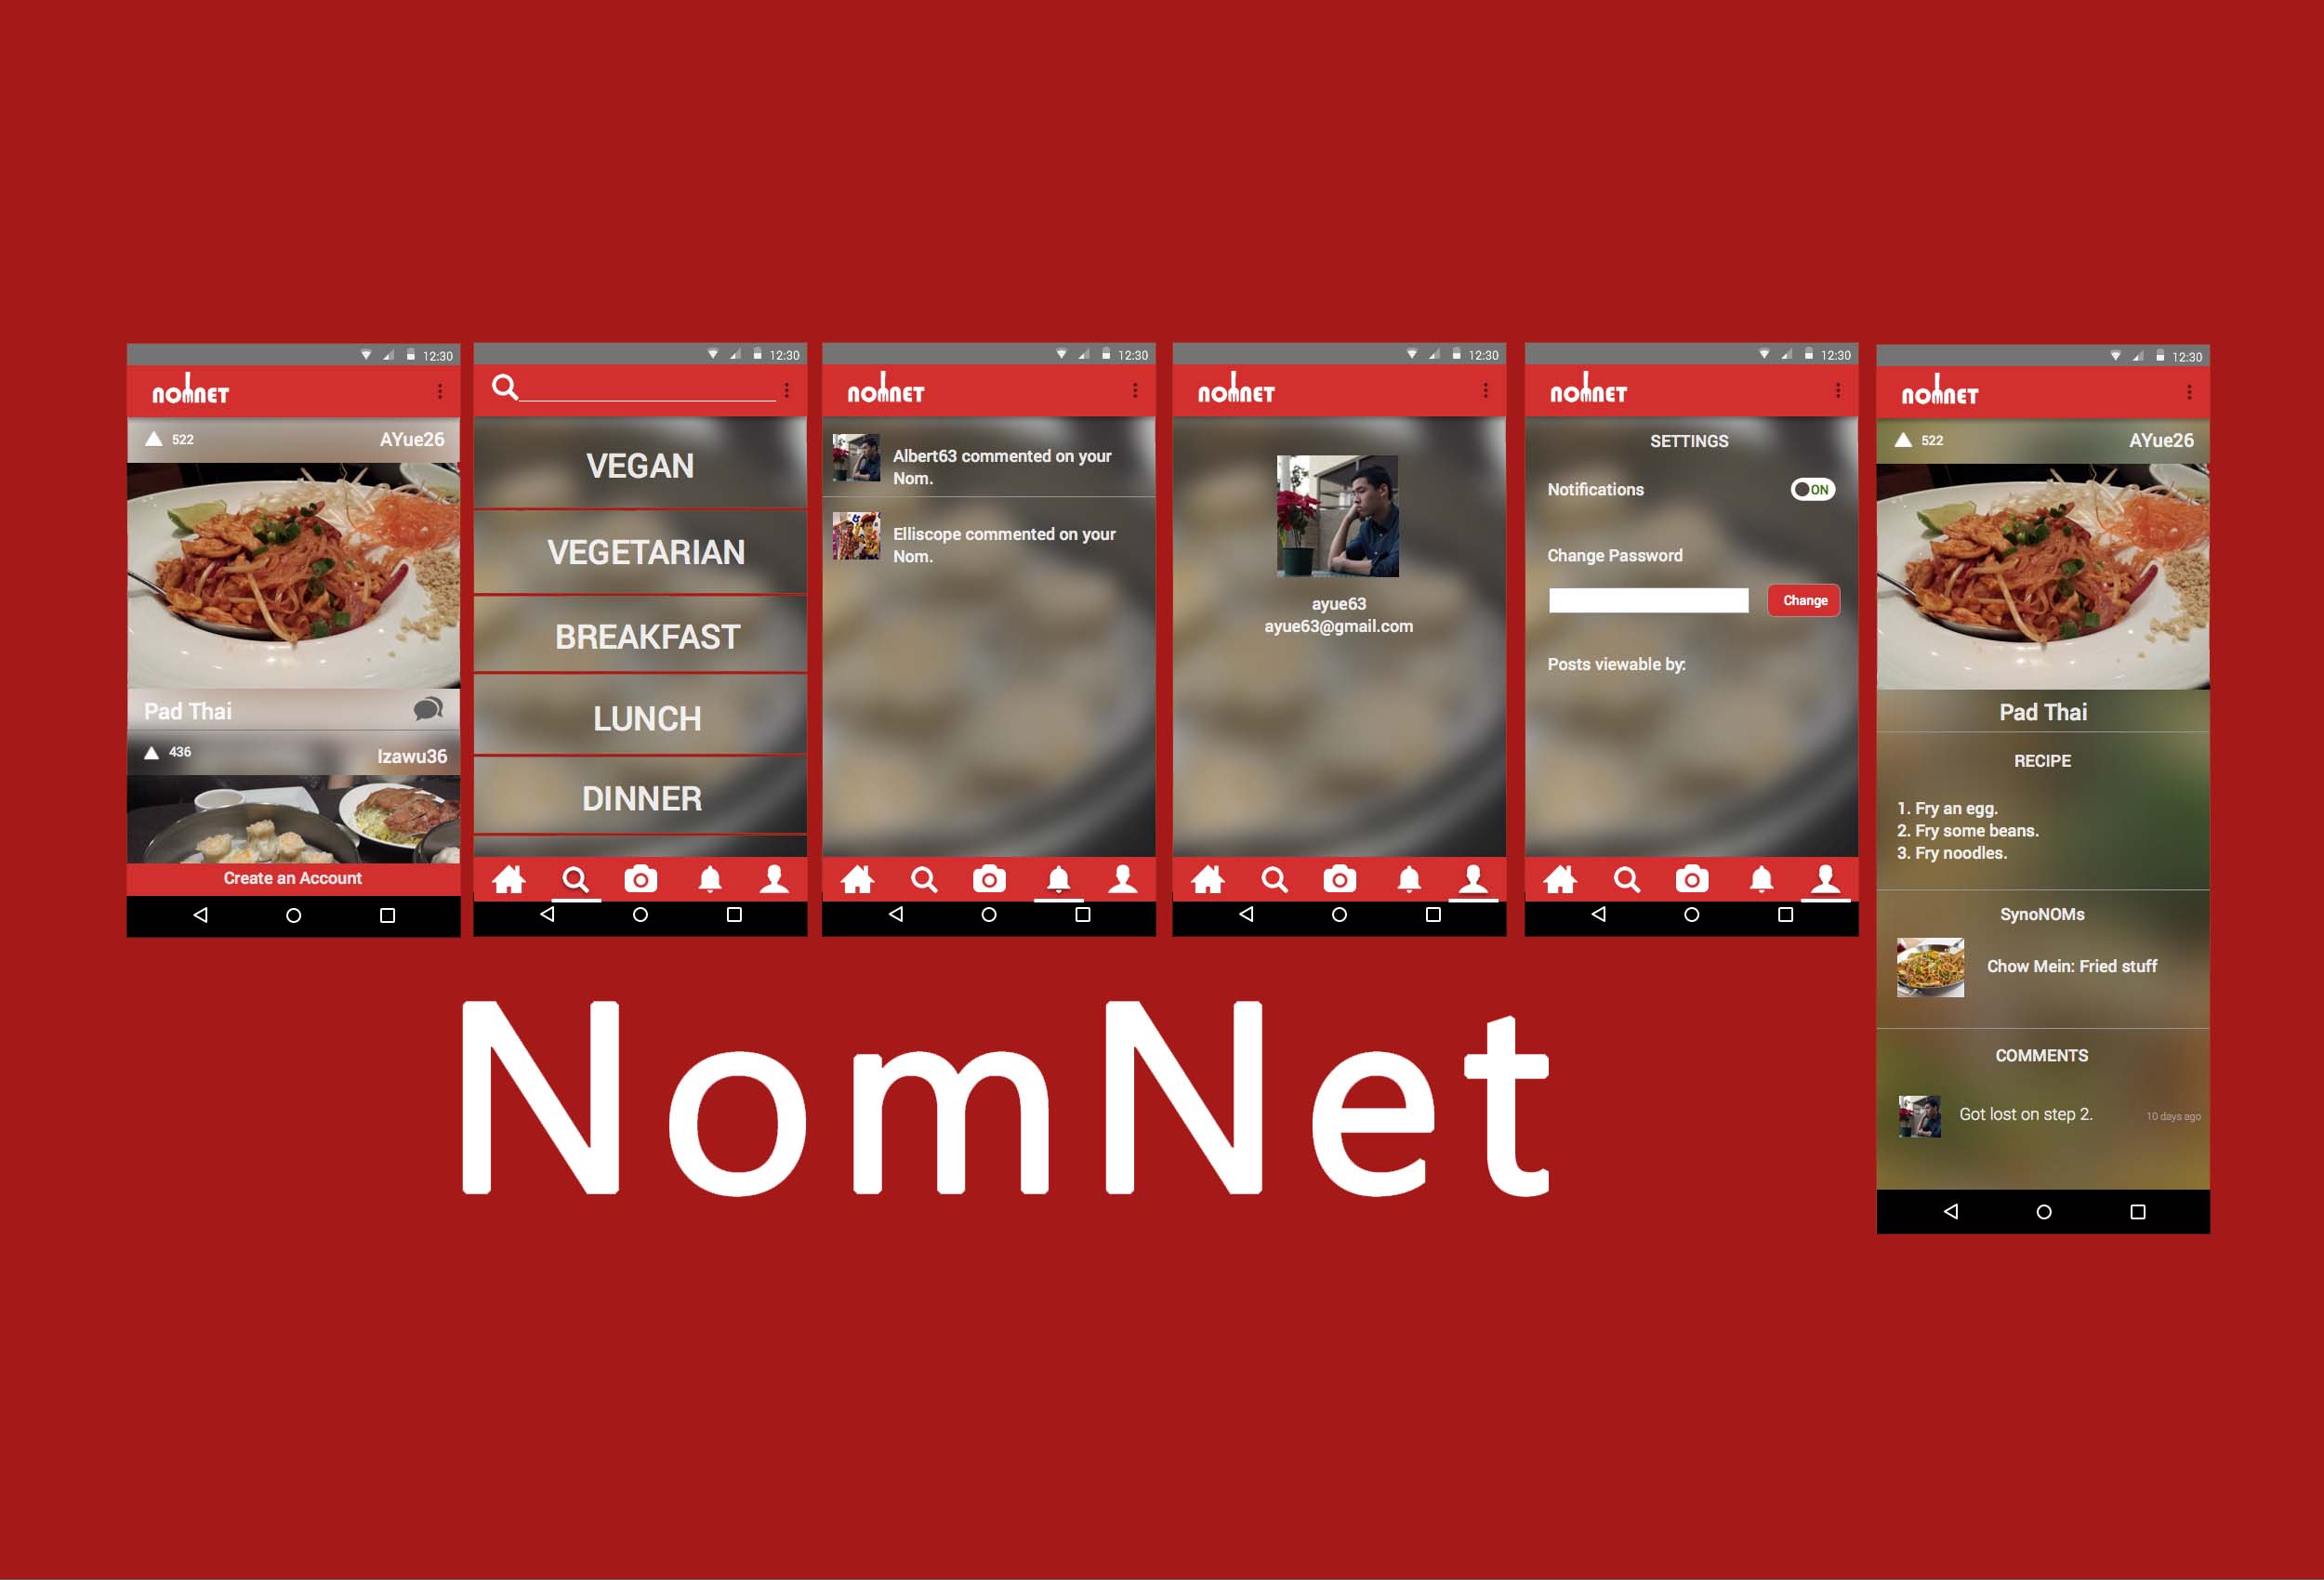 12:30
NOMNET
522
AYue26
Pad Thai
436
Izawu36
Create an Account
12:30
VEGAN
VEGETARIAN
BREAKFAST
LUNCH
DINNER
12:30
NOMNET
Albert63 commented on your
Nom.
Elliscope commented on your
Nom.
12:30
NOMNET
ayue63
ayue63@gmail.com
12:30
NOMNET
SETTINGS
Notifications
ON
Change Password
Change
Posts viewable by:
12:30
NOMNET
522
AYue26
Pad Thai
RECIPE
1. Fry an egg.
2. Fry some beans.
3. Fry noodles.
SynoNOMs
Chow Mein: Fried stuff
COMMENTS
Got lost on step 2.
10 days ago
NomNet